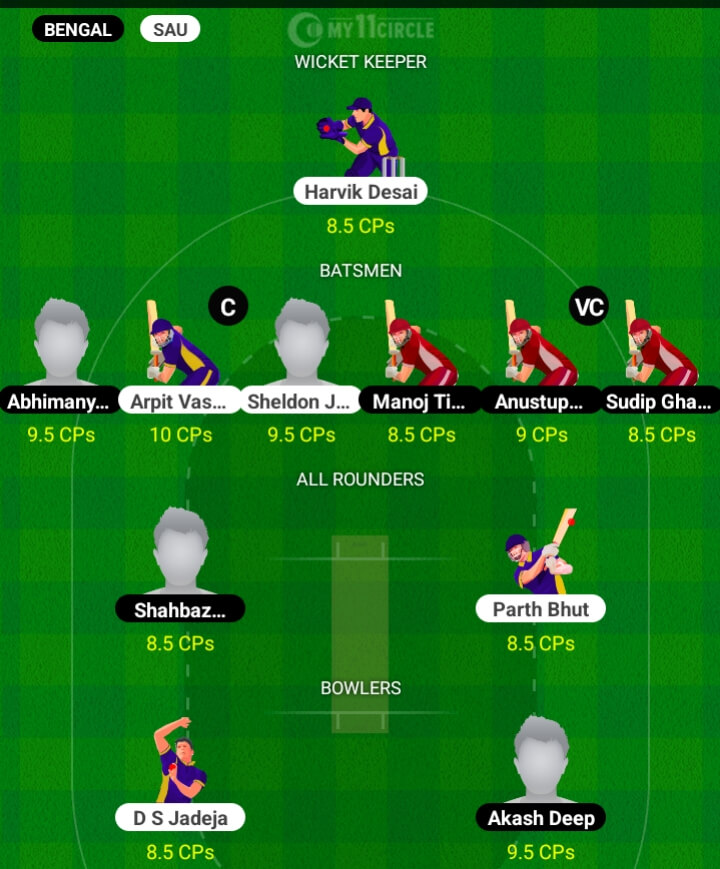 BENGAL SAU
MY11CIRCLE
WICKET KEEPER
Harvik Desai
8.5 CPs
BATSMEN
C VC
Abhimany... Arpit Vas... Sheldon J... Manoj Ti... Anustup... Sudip Gha...
9.5 CPs 10 CPs 9.5 CPs 8.5 CPs 9 CPs 8.5 CPs
ALL ROUNDERS
Shahbaz... Parth Bhut
8.5 CPs 8.5 CPs
BOWLERS
D S Jadeja Akash Deep
8.5 CPs 9.5 CPs